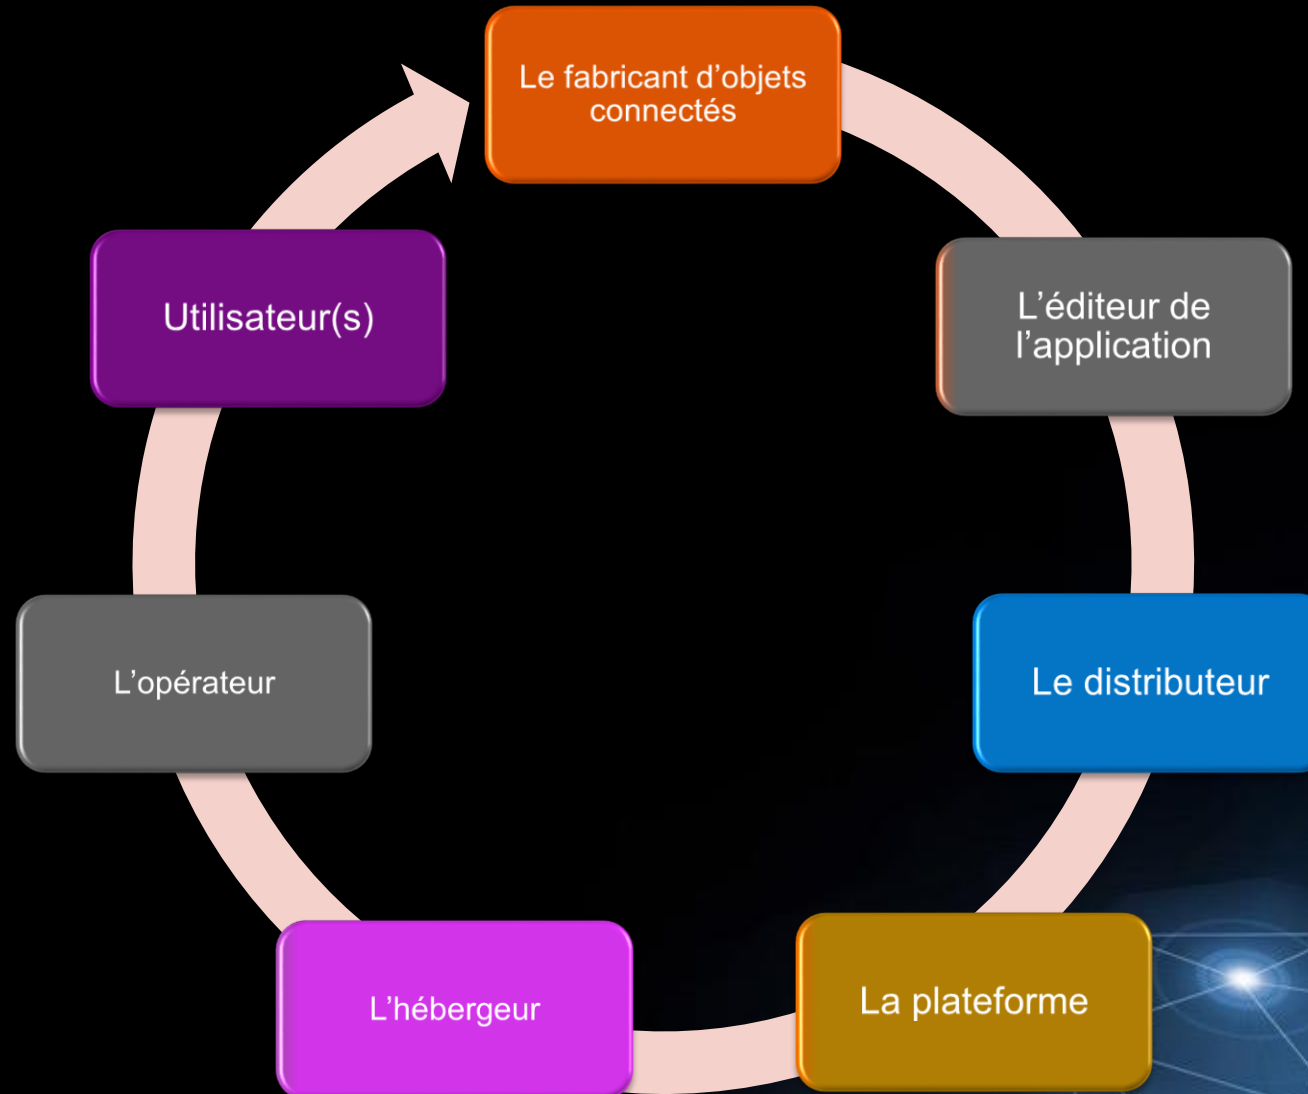 Le fabricant d’objets
connectés
L’éditeur de
l’application
Le distributeur
La plateforme
L’hébergeur
L’opérateur
Utilisateur(s)